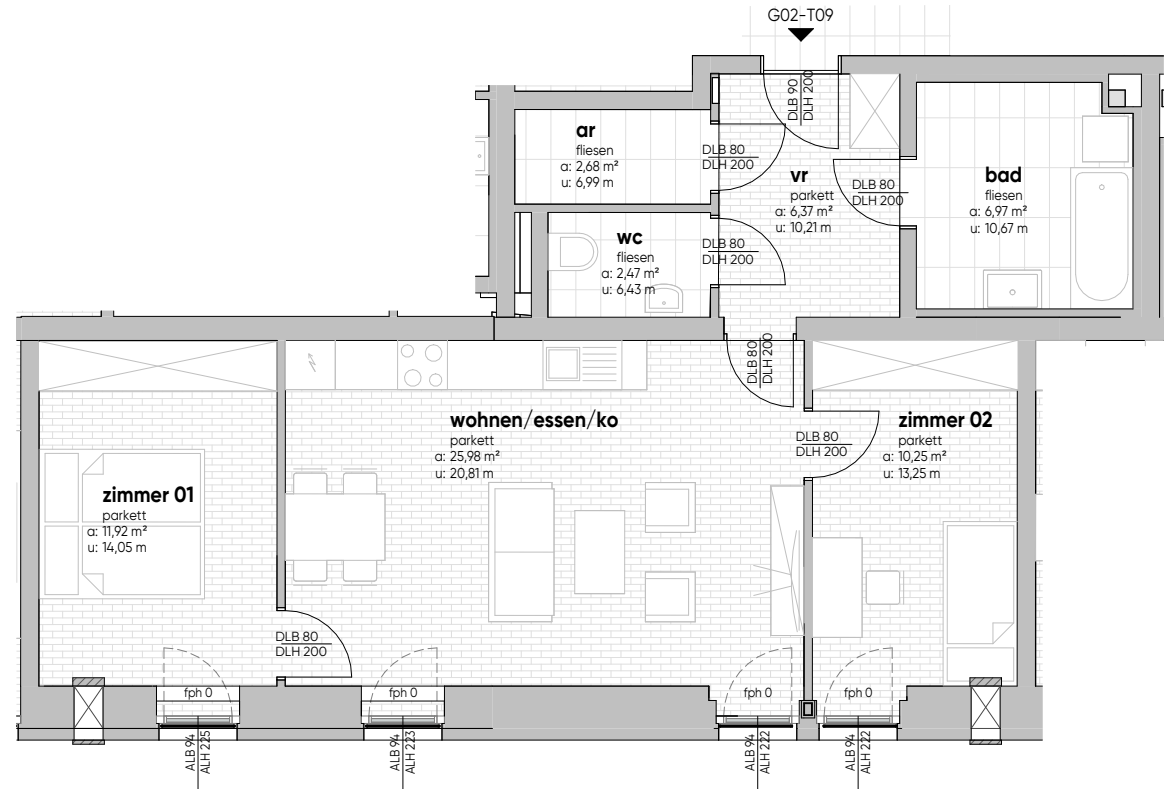 G02-T09
DLB 90
DLH 200
ar
fliesen
a: 2,68 m²
u: 6,99 m
DLB 80
DLH 200
vr
parkett
a: 6,37 m²
u: 10,21 m
DLB 80
DLH 200
bad
fliesen
a: 6,97 m²
u: 10,67 m
wc
fliesen
a: 2,47 m²
u: 6,43 m
DLB 80
DLH 200
DLB 80
DLH 200
wohnen/essen/ko
parkett
a: 25,98 m²
u: 20,81 m
zimmer 02
parkett
a: 10,25 m²
u: 13,25 m
DLB 80
DLH 200
zimmer 01
parkett
a: 11,92 m²
u: 14,05 m
DLB 80
DLH 200
fph 0
fph 0
fph 0
fph 0
ALB 94
ALH 225
ALB 94
ALH 223
ALB 94
ALH 222
ALB 94
ALH 222